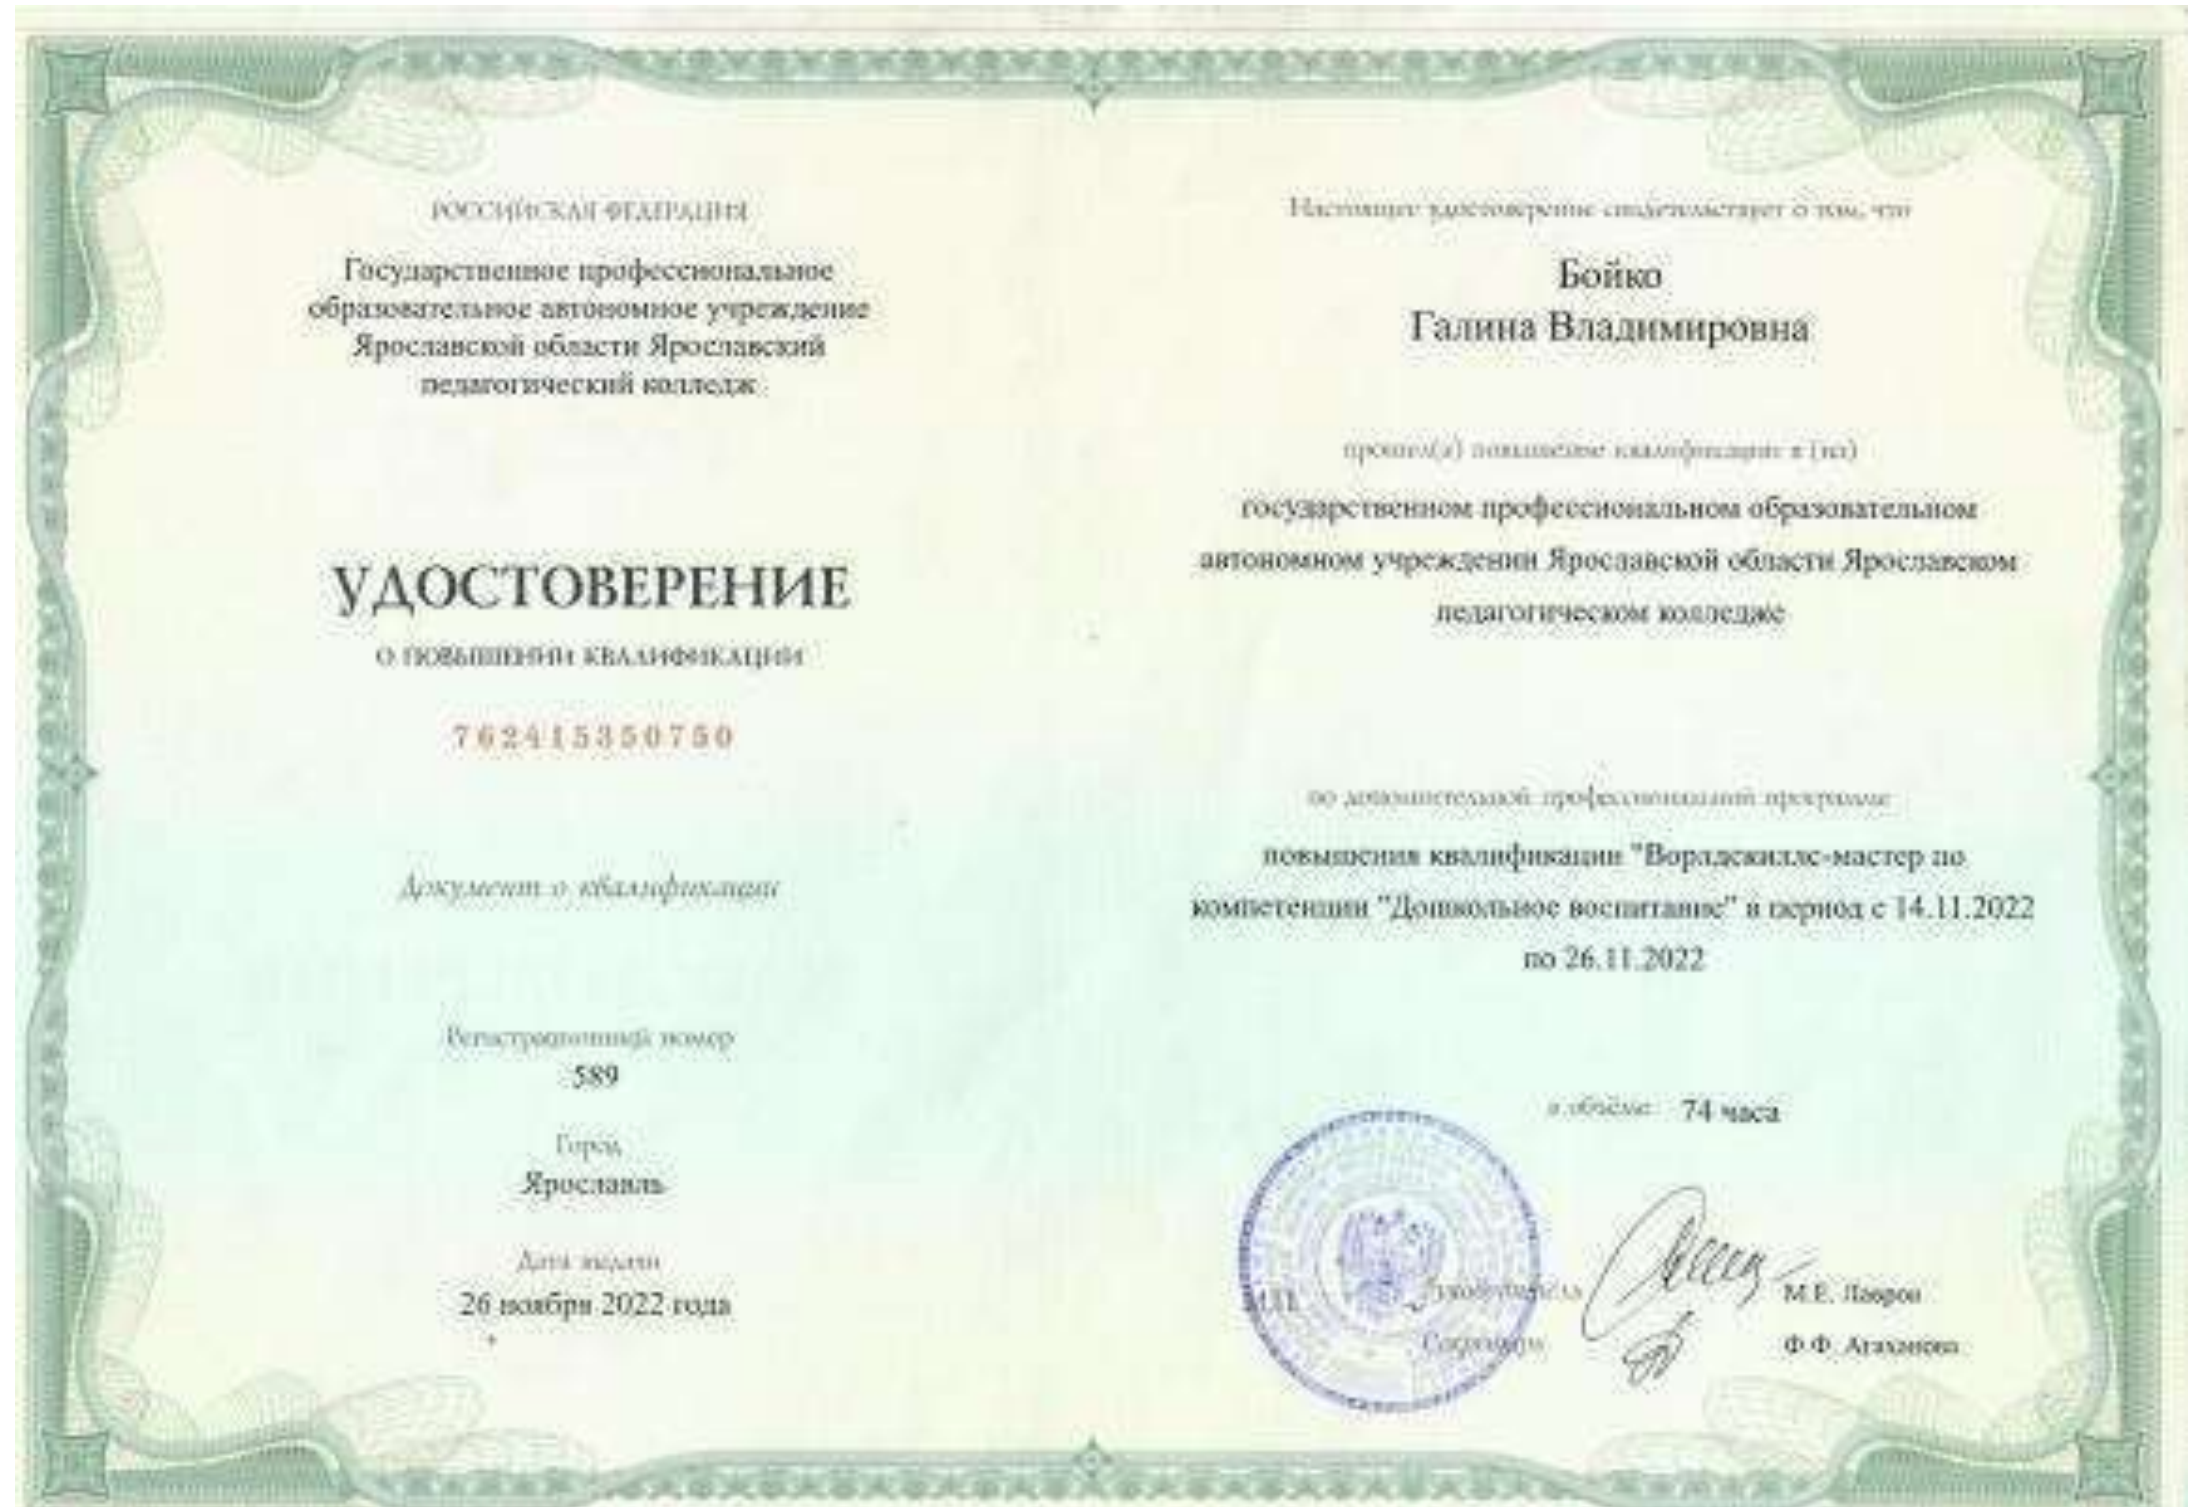 РОССИЙСКАЯ ФЕДЕРАЦИЯ
Государственное профессиональное
образовательное автономное учреждение
Ярославской области Ярославский
педагогический колледж
УДОСТОВЕРЕНИЕ
О ПОВЫШЕНИИ КВАЛИФИКАЦИИ
762415350750
Документ о квалификации
Регистрационный номер
589
Город
Ярославль
Дата выдачи
26 ноября 2022 года
Настоящее удостоверение свидетельствует о том, что
Бойко
Галина Владимировна
прошел(а) повышение квалификации в (на)
государственном профессиональном образовательном
автономном учреждении Ярославской области Ярославском
педагогическом колледже
по дополнительной профессиональной программе
повышения квалификации "Ворлдскиллс-мастер по
компетенции "Дошкольное воспитание" в период с 14.11.2022
по 26.11.2022
в объёме 74 часа
М.П. Руководитель М.Е. Лавров
Секретарь Ф.Ф. Агаханова